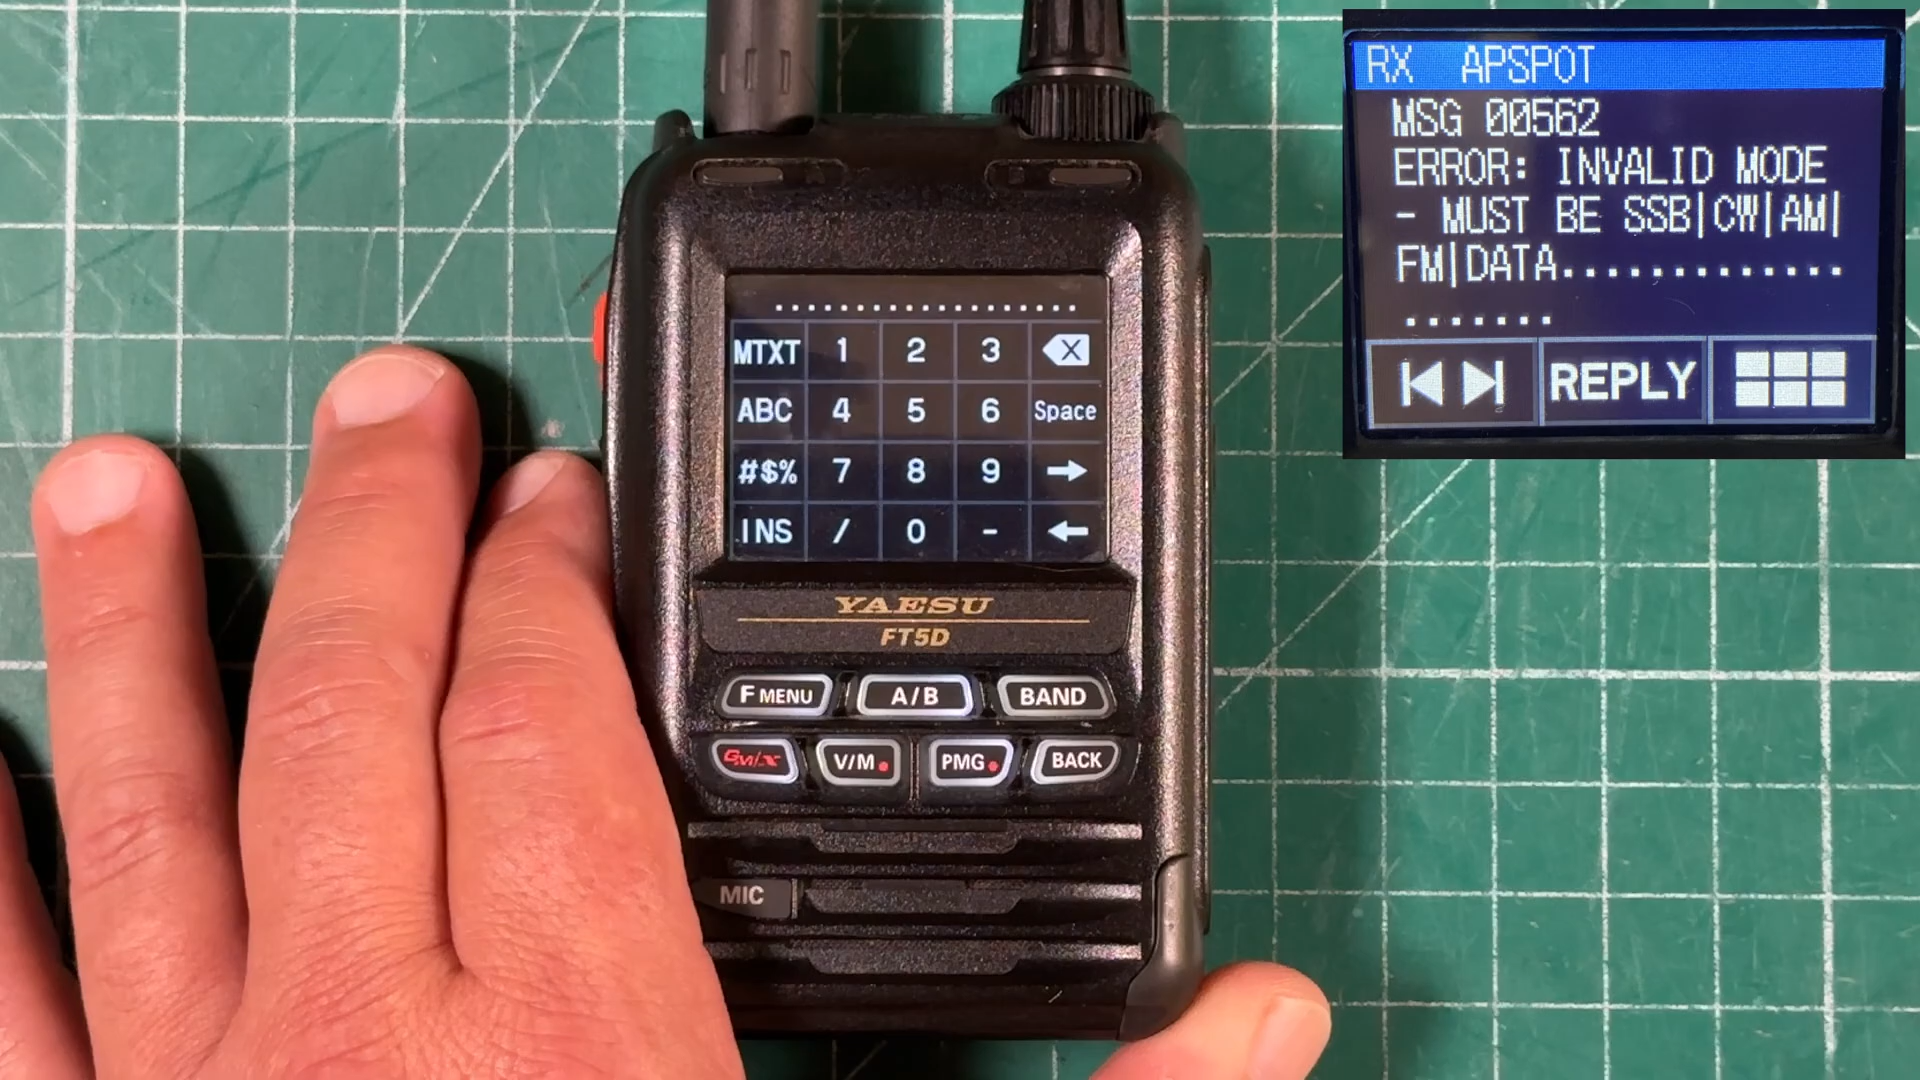 RX APSPOT
MSG 00562
ERROR: INVALID MODE
- MUST BE SSB|CW|AM|
FM|DATA.............
.......
REPLY
..................
MTXT 1 2 3 X
ABC 4 5 6 Space
#$% 7 8 9 →
INS / 0 - ←
YAESU
FT5D
F MENU A/B BAND
GM/X V/M PMG BACK
MIC